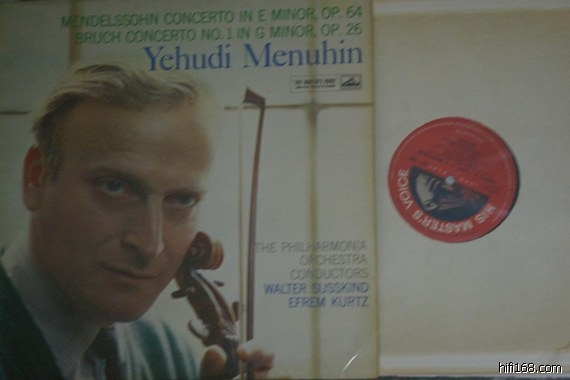 MENDELSSOHN CONCERTO IN E MINOR, OP. 64
BRUCH CONCERTO NO. 1 IN G MINOR, OP. 26
Yehudi Menuhin
THE PHILHARMONIA
ORCHESTRA
CONDUCTORS
WALTER SUSSKIND
EFREM KURTZ
HIS MASTER'S VOICE
hifi168.com